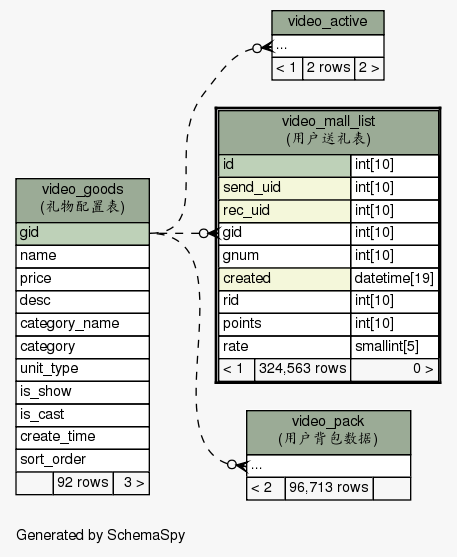 video_active
...
< 1 2 rows 2 >
video_mall_list
(用户送礼表)
id int[10]
send_uid int[10]
rec_uid int[10]
gid int[10]
gnum int[10]
created datetime[19]
rid int[10]
points int[10]
rate smallint[5]
< 1 324,563 rows 0 >
video_goods
(礼物配置表)
gid
name
price
desc
category_name
category
unit_type
is_show
is_cast
create_time
sort_order
92 rows 3 >
video_pack
(用户背包数据)
...
< 2 96,713 rows
Generated by SchemaSpy